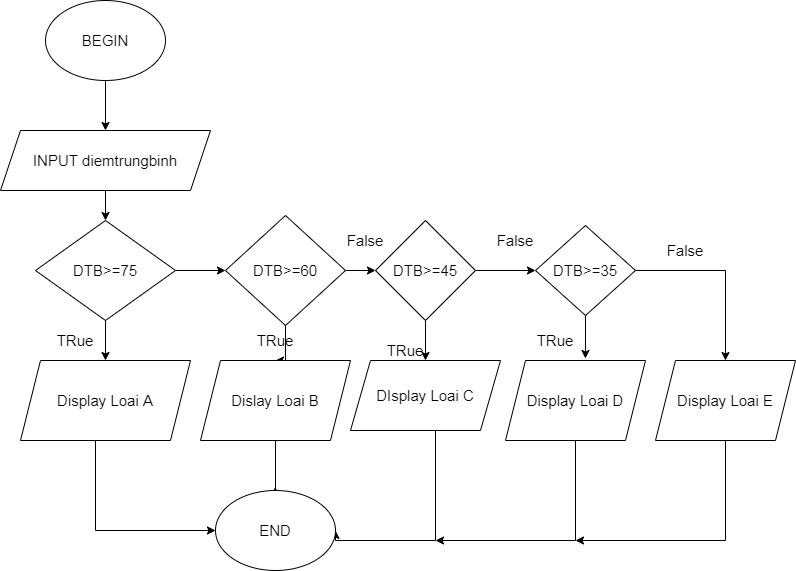 BEGIN
INPUT diemtrungbinh
DTB>=75
DTB>=60
False
DTB>=45
False
DTB>=35
False
TRue
TRue
TRue
TRue
Display Loai A
Dislay Loai B
DIsplay Loai C
Display Loai D
Display Loai E
END